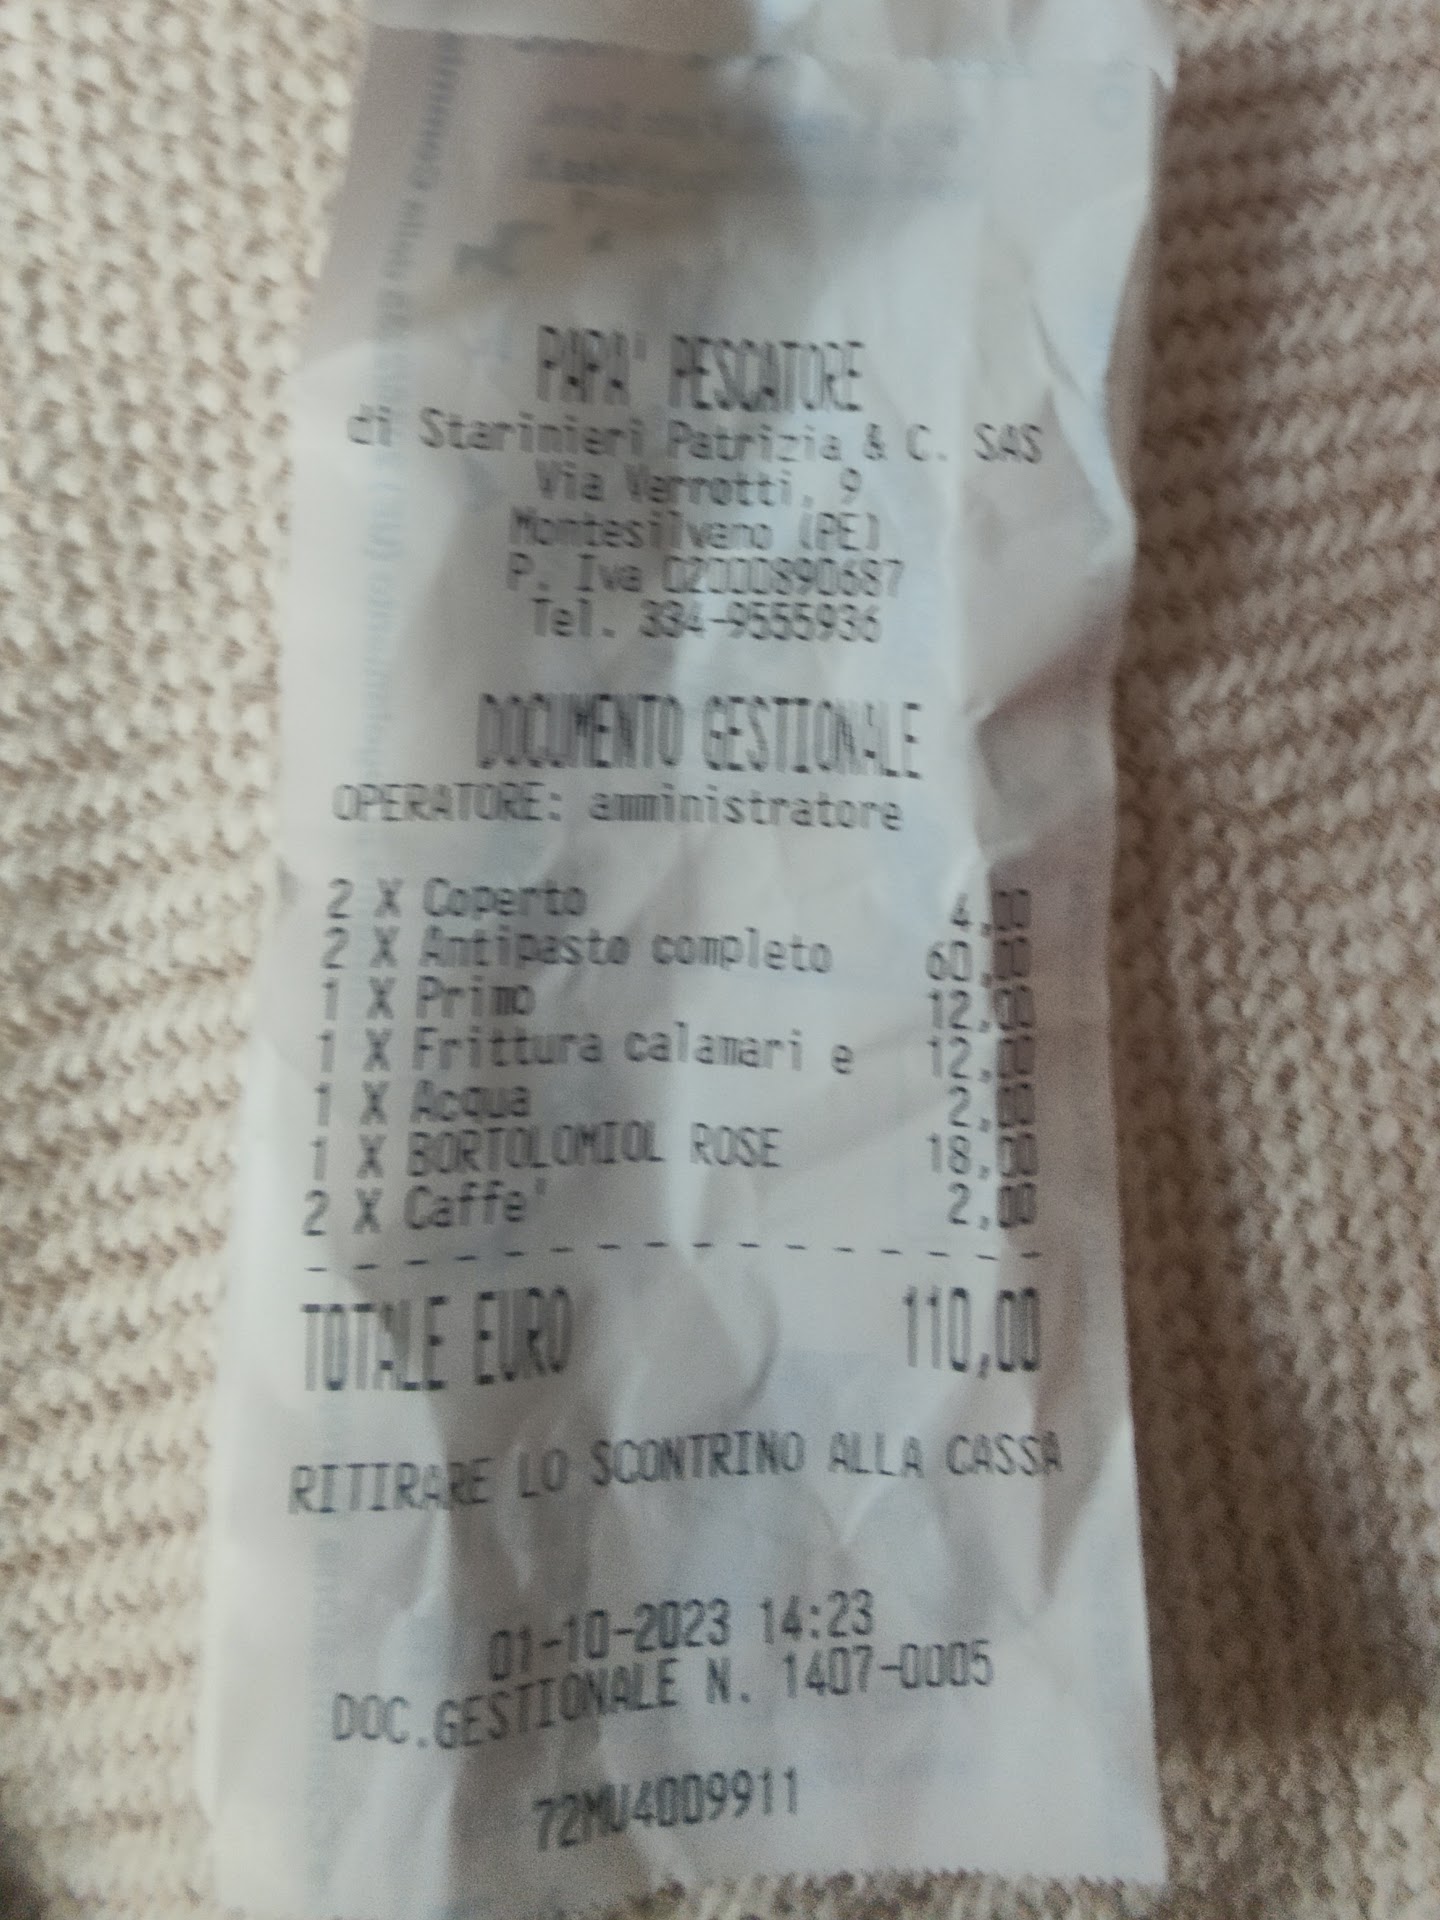 PAPA' PESCATORE
di Starinieri Patrizia & C. SAS
Via Verrotti, 9
Montesilvano (PE)
P. Iva 02000890687
Tel. 334-9555936
DOCUMENTO GESTIONALE
OPERATORE: amministratore
2 X Coperto 4,00
2 X Antipasto completo 60,00
1 X Primo 12,00
1 X Frittura calamari e 12,00
1 X Acqua 2,00
1 X BORTOLOMIOL ROSE 18,00
2 X Caffe' 2,00
TOTALE EURO 110,00
RITIRARE LO SCONTRINO ALLA CASSA
01-10-2023 14:23
DOC.GESTIONALE N. 1407-0005
72MU4009911